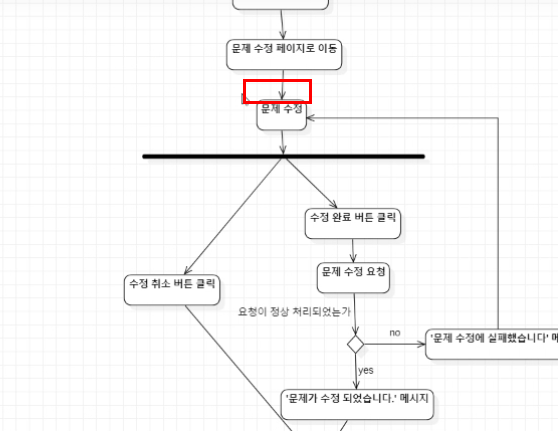 문제 수정 페이지로 이동
문제 수정
수정 완료 버튼 클릭
문제 수정 요청
수정 취소 버튼 클릭
요청이 정상 처리되었는가
no
'문제 수정에 실패했습니다' 메
yes
'문제가 수정 되었습니다.' 메시지